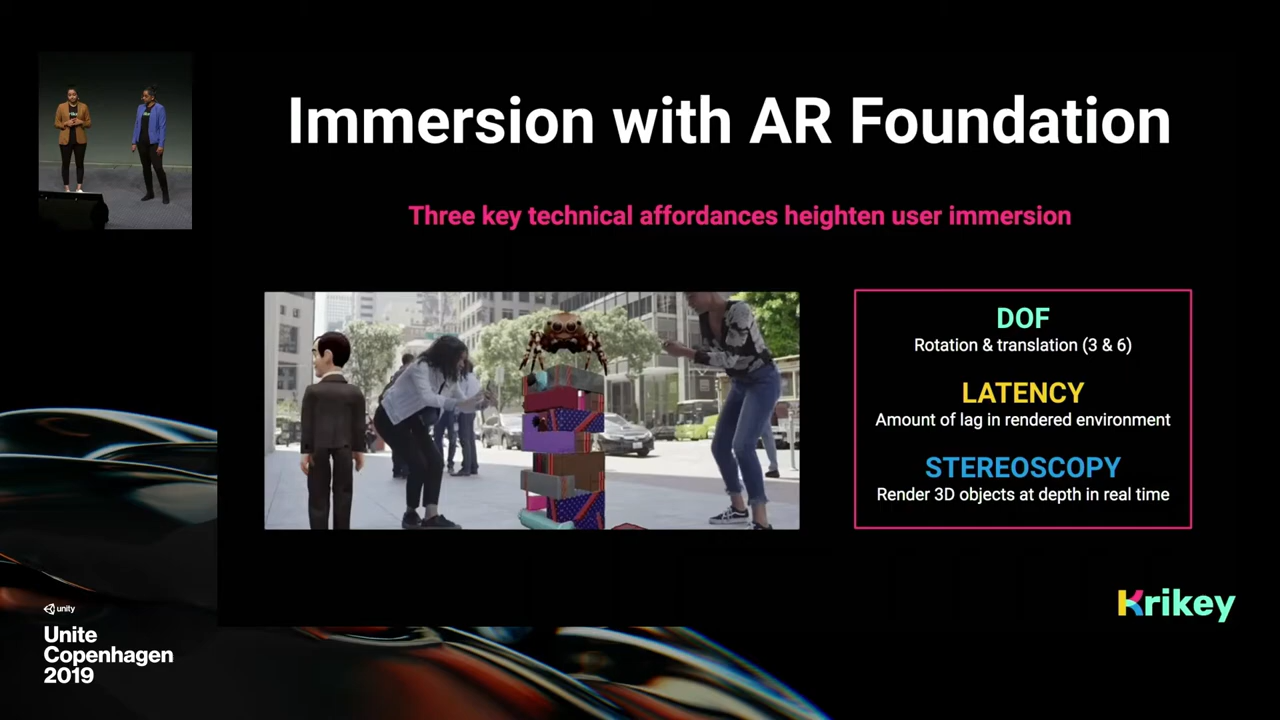 Immersion with AR Foundation
Three key technical affordances heighten user immersion
DOF
Rotation & translation (3 & 6)
LATENCY
Amount of lag in rendered environment
STEREOSCOPY
Render 3D objects at depth in real time
Krikey
unity
Unite
Copenhagen
2019